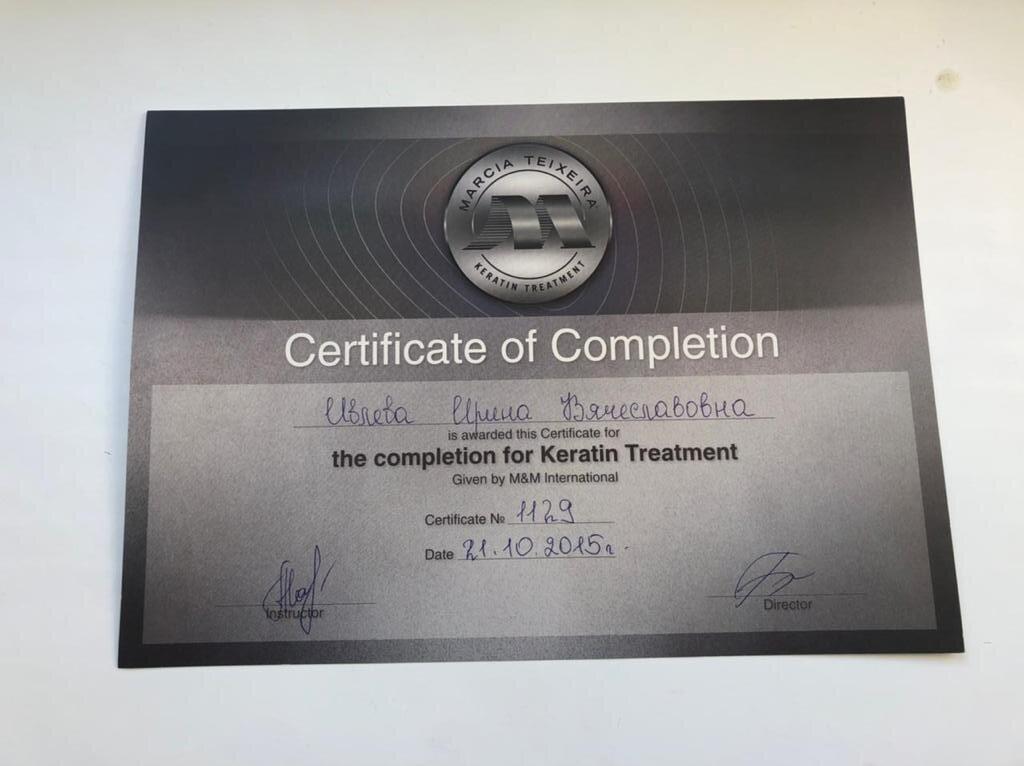 MARCIA TEIXEIRA
M
KERATIN TREATMENT
Certificate of Completion
Ивлева Ирина Вячеславовна
is awarded this Certificate for
the completion for Keratin Treatment
Given by M&M International
Certificate № 1129
Date 21.10.2015г.
Instructor
Director